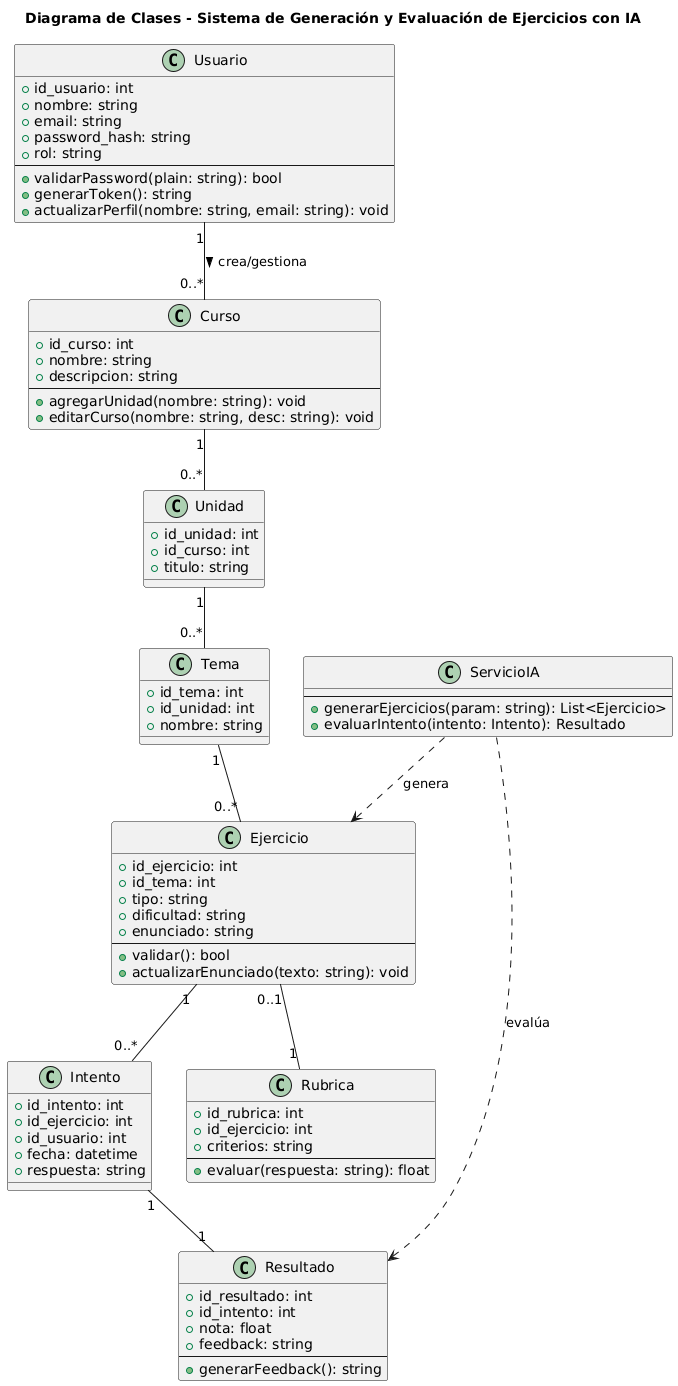 Diagrama de Clases - Sistema de Generación y Evaluación de Ejercicios con IA
C Usuario
id_usuario: int
nombre: string
email: string
password_hash: string
rol: string
validarPassword(plain: string): bool
generarToken(): string
actualizarPerfil(nombre: string, email: string): void
1
crea/gestiona
0..*
C Curso
id_curso: int
nombre: string
descripcion: string
agregarUnidad(nombre: string): void
editarCurso(nombre: string, desc: string): void
1
0..*
C Unidad
id_unidad: int
id_curso: int
titulo: string
1
0..*
C Tema
id_tema: int
id_unidad: int
nombre: string
C ServicioIA
generarEjercicios(param: string): List<Ejercicio>
evaluarIntento(intento: Intento): Resultado
1
genera
0..*
C Ejercicio
id_ejercicio: int
id_tema: int
tipo: string
dificultad: string
enunciado: string
validar(): bool
actualizarEnunciado(texto: string): void
1
0..1
evalúa
0..*
1
C Intento
id_intento: int
id_ejercicio: int
id_usuario: int
fecha: datetime
respuesta: string
C Rubrica
id_rubrica: int
id_ejercicio: int
criterios: string
evaluar(respuesta: string): float
1
1
C Resultado
id_resultado: int
id_intento: int
nota: float
feedback: string
generarFeedback(): string